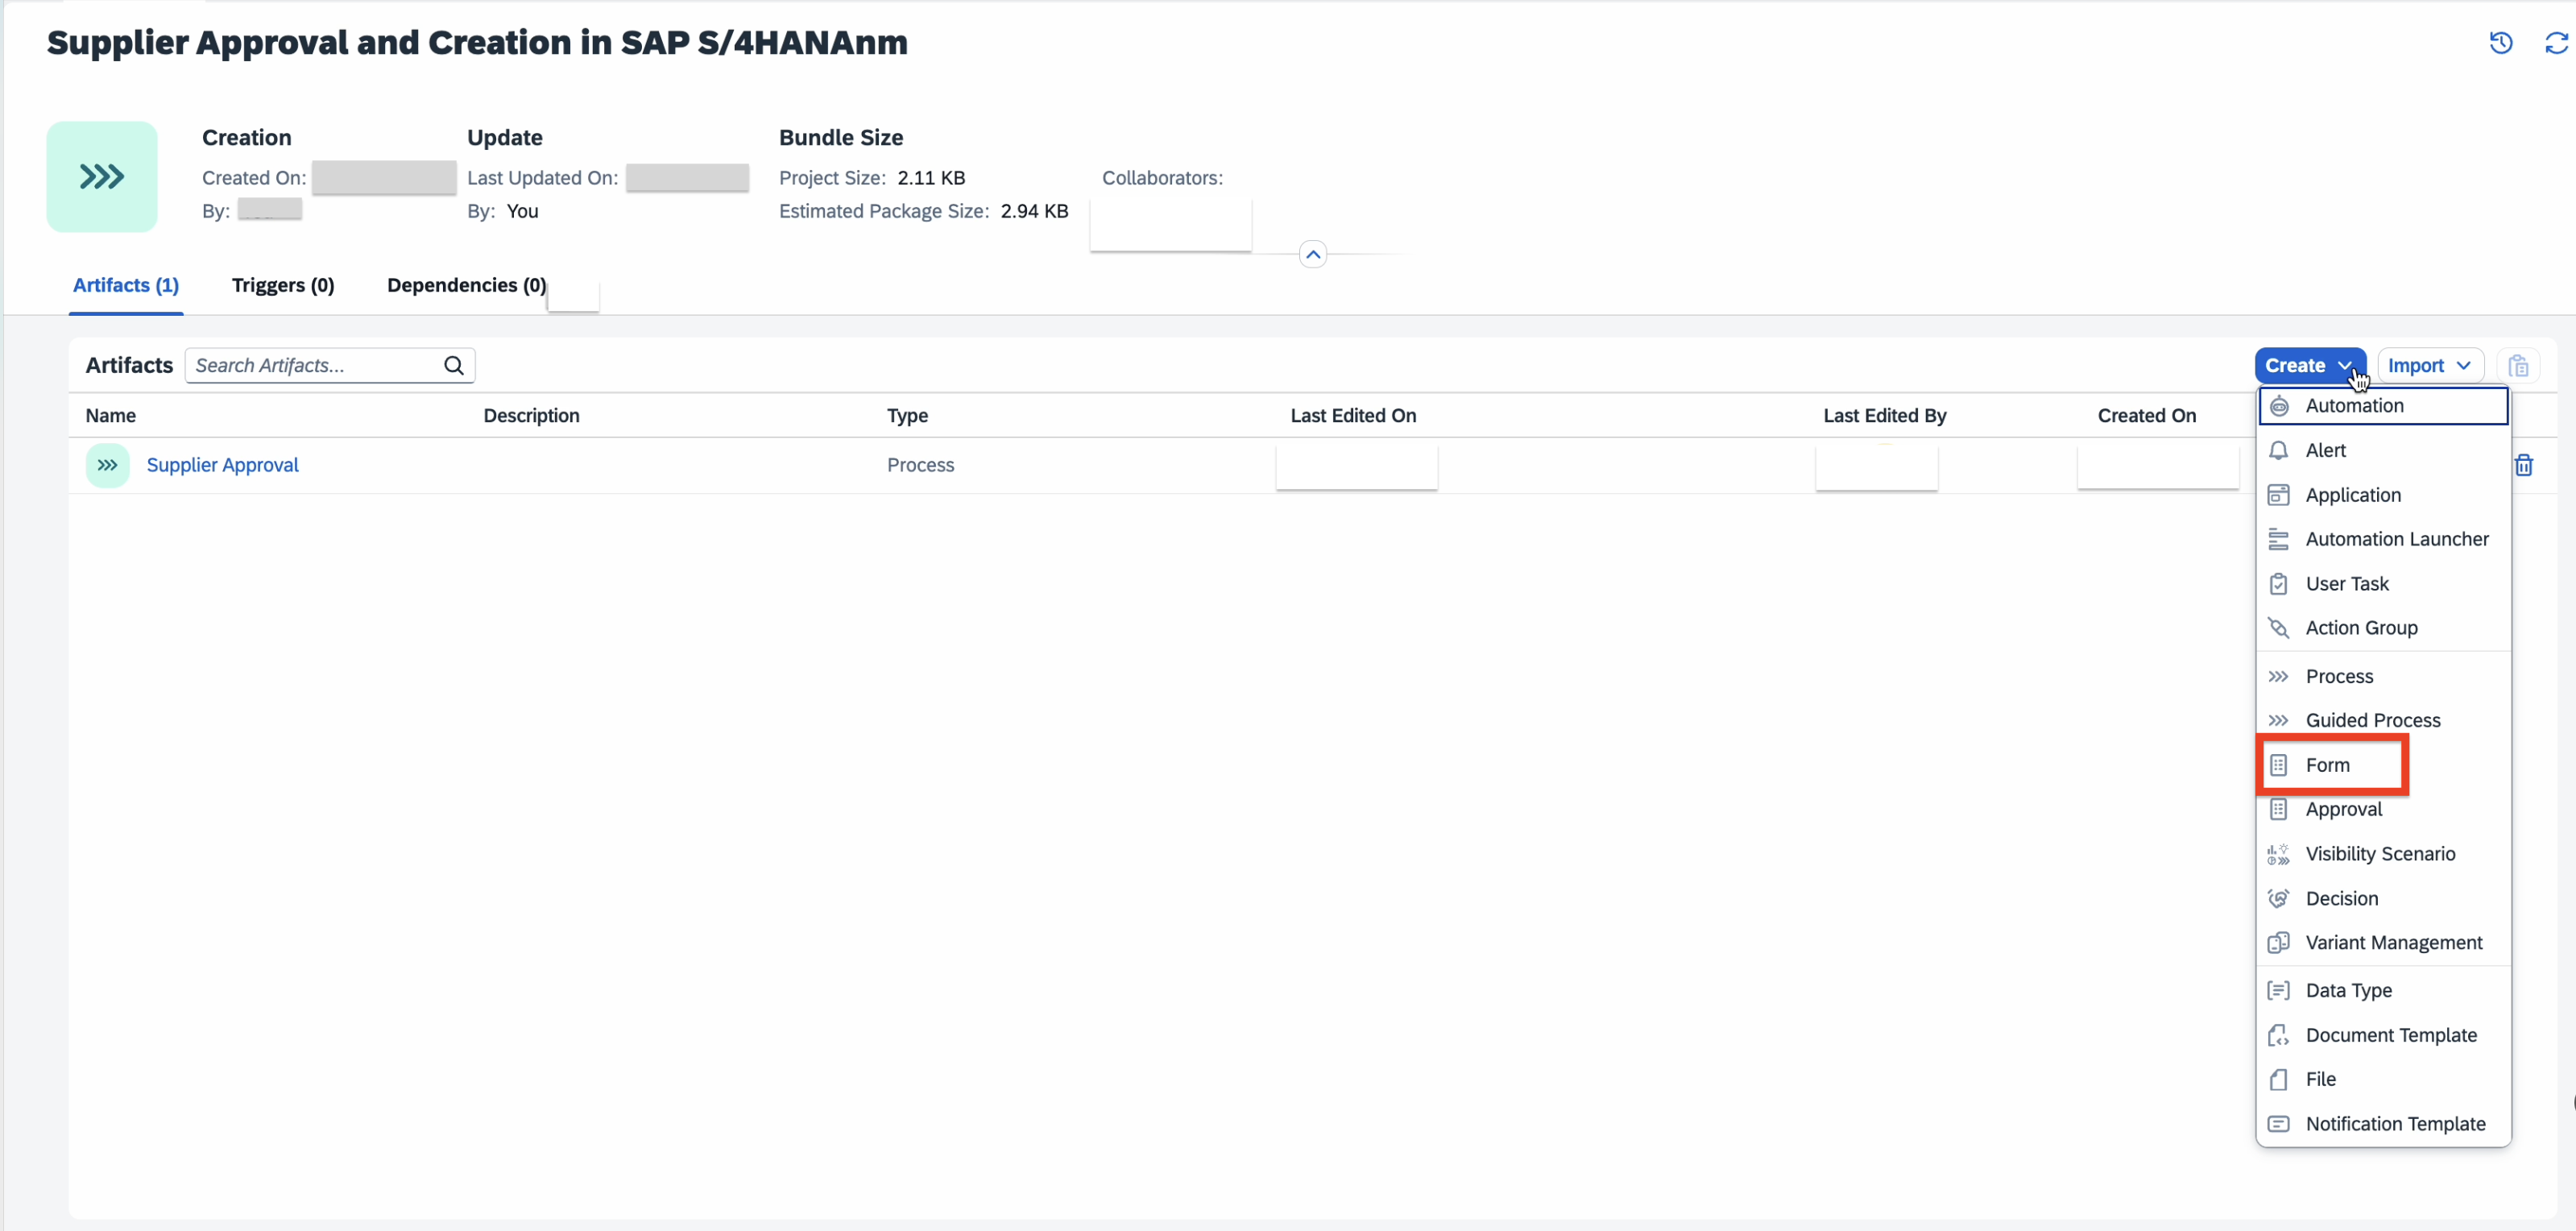 Supplier Approval and Creation in SAP S/4HANAnm
Creation
Update
Bundle Size
Created On:
Last Updated On:
Project Size: 2.11 KB
Collaborators:
By:
By: You
Estimated Package Size: 2.94 KB
Artifacts (1)
Triggers (0)
Dependencies (0)
Artifacts
Search Artifacts...
Create
Import
Name
Description
Type
Last Edited On
Last Edited By
Created On
Supplier Approval
Process
Automation
Alert
Application
Automation Launcher
User Task
Action Group
Process
Guided Process
Form
Approval
Visibility Scenario
Decision
Variant Management
Data Type
Document Template
File
Notification Template